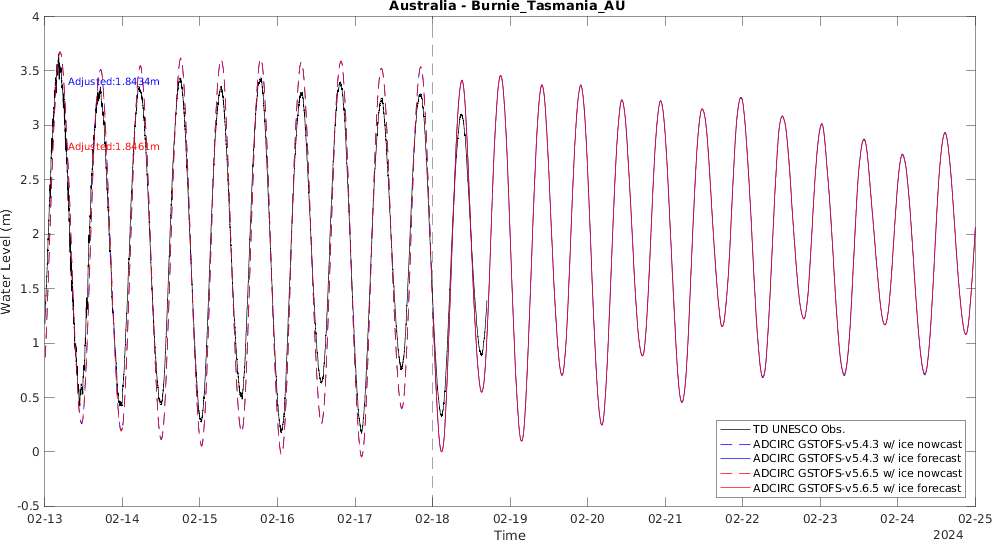 Australia - Burnie_Tasmania_AU
4
3.5
3
2.5
2
1.5
1
0.5
0
-0.5
Water Level (m)
Adjusted:1.8434m
Adjusted:1.8461m
TD UNESCO Obs.
ADCIRC GSTOFS-v5.4.3 w/ ice nowcast
ADCIRC GSTOFS-v5.4.3 w/ ice forecast
ADCIRC GSTOFS-v5.6.5 w/ ice nowcast
ADCIRC GSTOFS-v5.6.5 w/ ice forecast
02-13 02-14 02-15 02-16 02-17 02-18 02-19 02-20 02-21 02-22 02-23 02-24 02-25
Time
2024